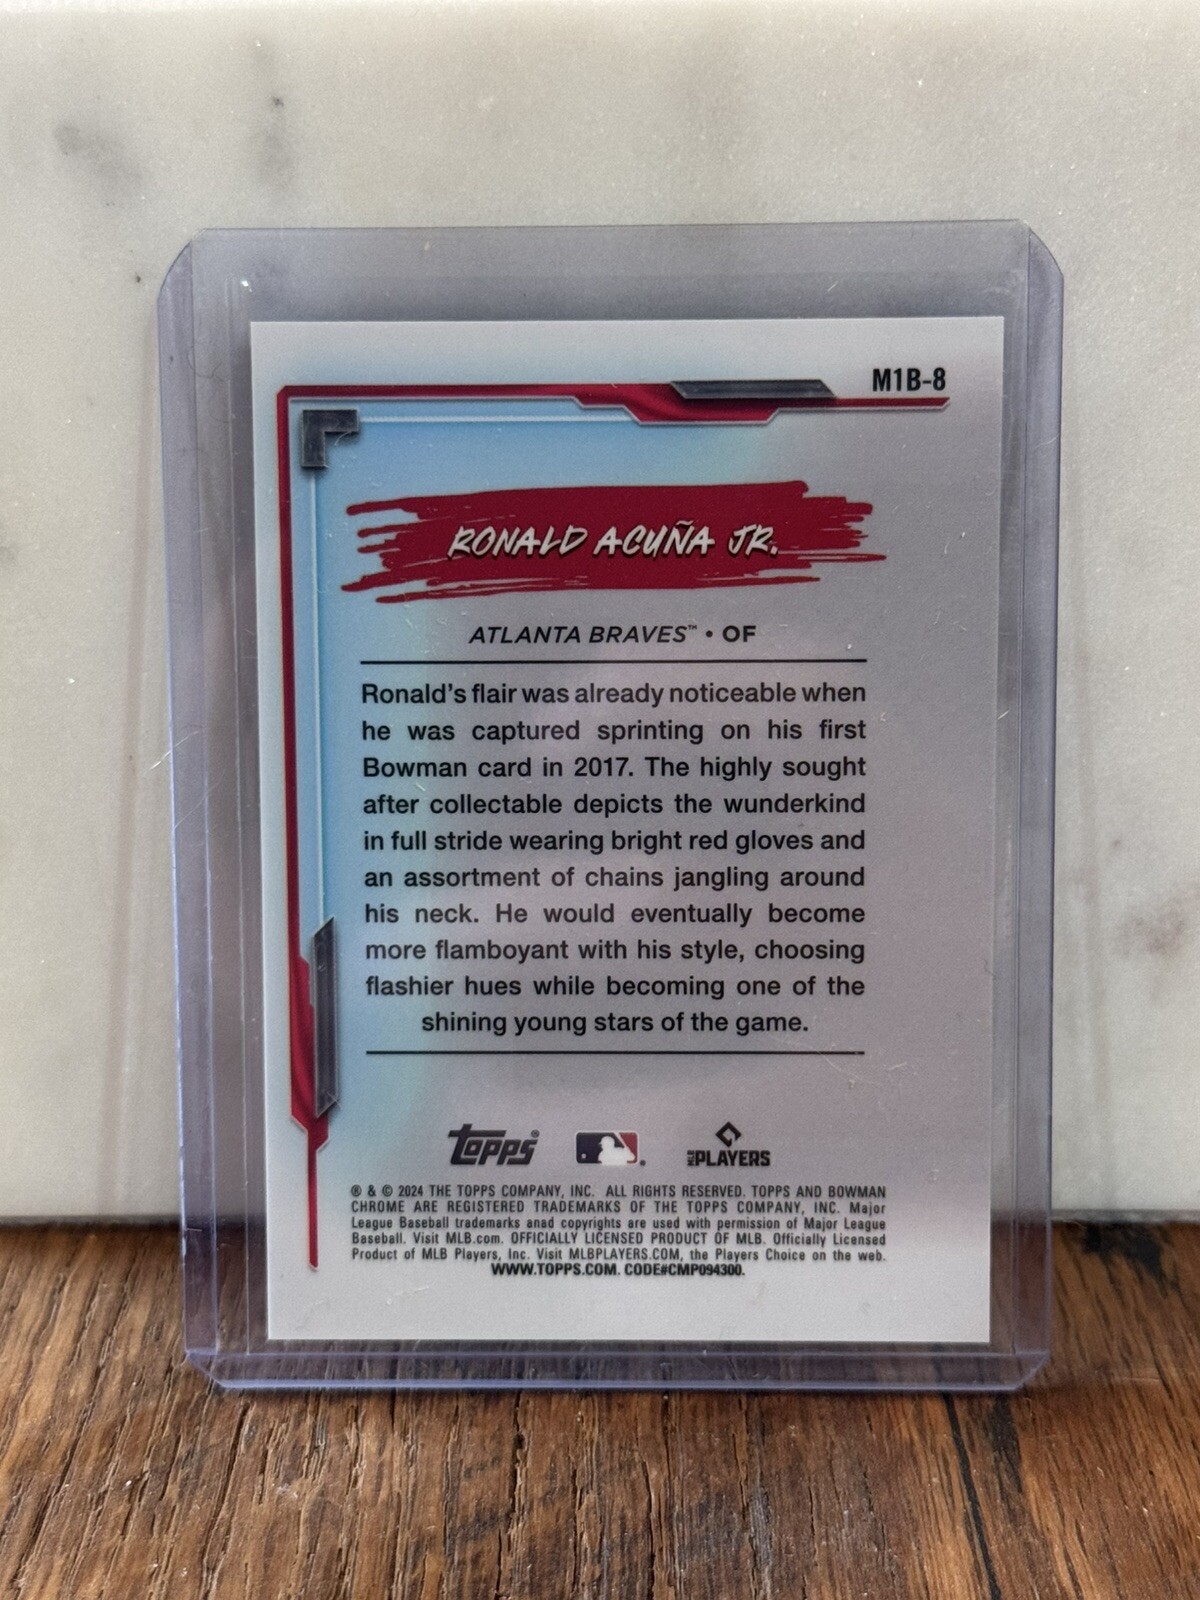 M1B-8
RONALD ACUÑA JR.
ATLANTA BRAVES™ • OF
Ronald's flair was already noticeable when
he was captured sprinting on his first
Bowman card in 2017. The highly sought
after collectable depicts the wunderkind
in full stride wearing bright red gloves and
an assortment of chains jangling around
his neck. He would eventually become
more flamboyant with his style, choosing
flashier hues while becoming one of the
shining young stars of the game.
Topps® MLB PLAYERS
® & © 2024 THE TOPPS COMPANY, INC. ALL RIGHTS RESERVED. TOPPS AND BOWMAN
CHROME ARE REGISTERED TRADEMARKS OF THE TOPPS COMPANY, INC. Major
League Baseball trademarks anad copyrights are used with permission of Major League
Baseball. Visit MLB.com. OFFICIALLY LICENSED PRODUCT OF MLB. Officially Licensed
Product of MLB Players, Inc. Visit MLBPLAYERS.COM, the Players Choice on the web.
WWW.TOPPS.COM. CODE#CMP094300.